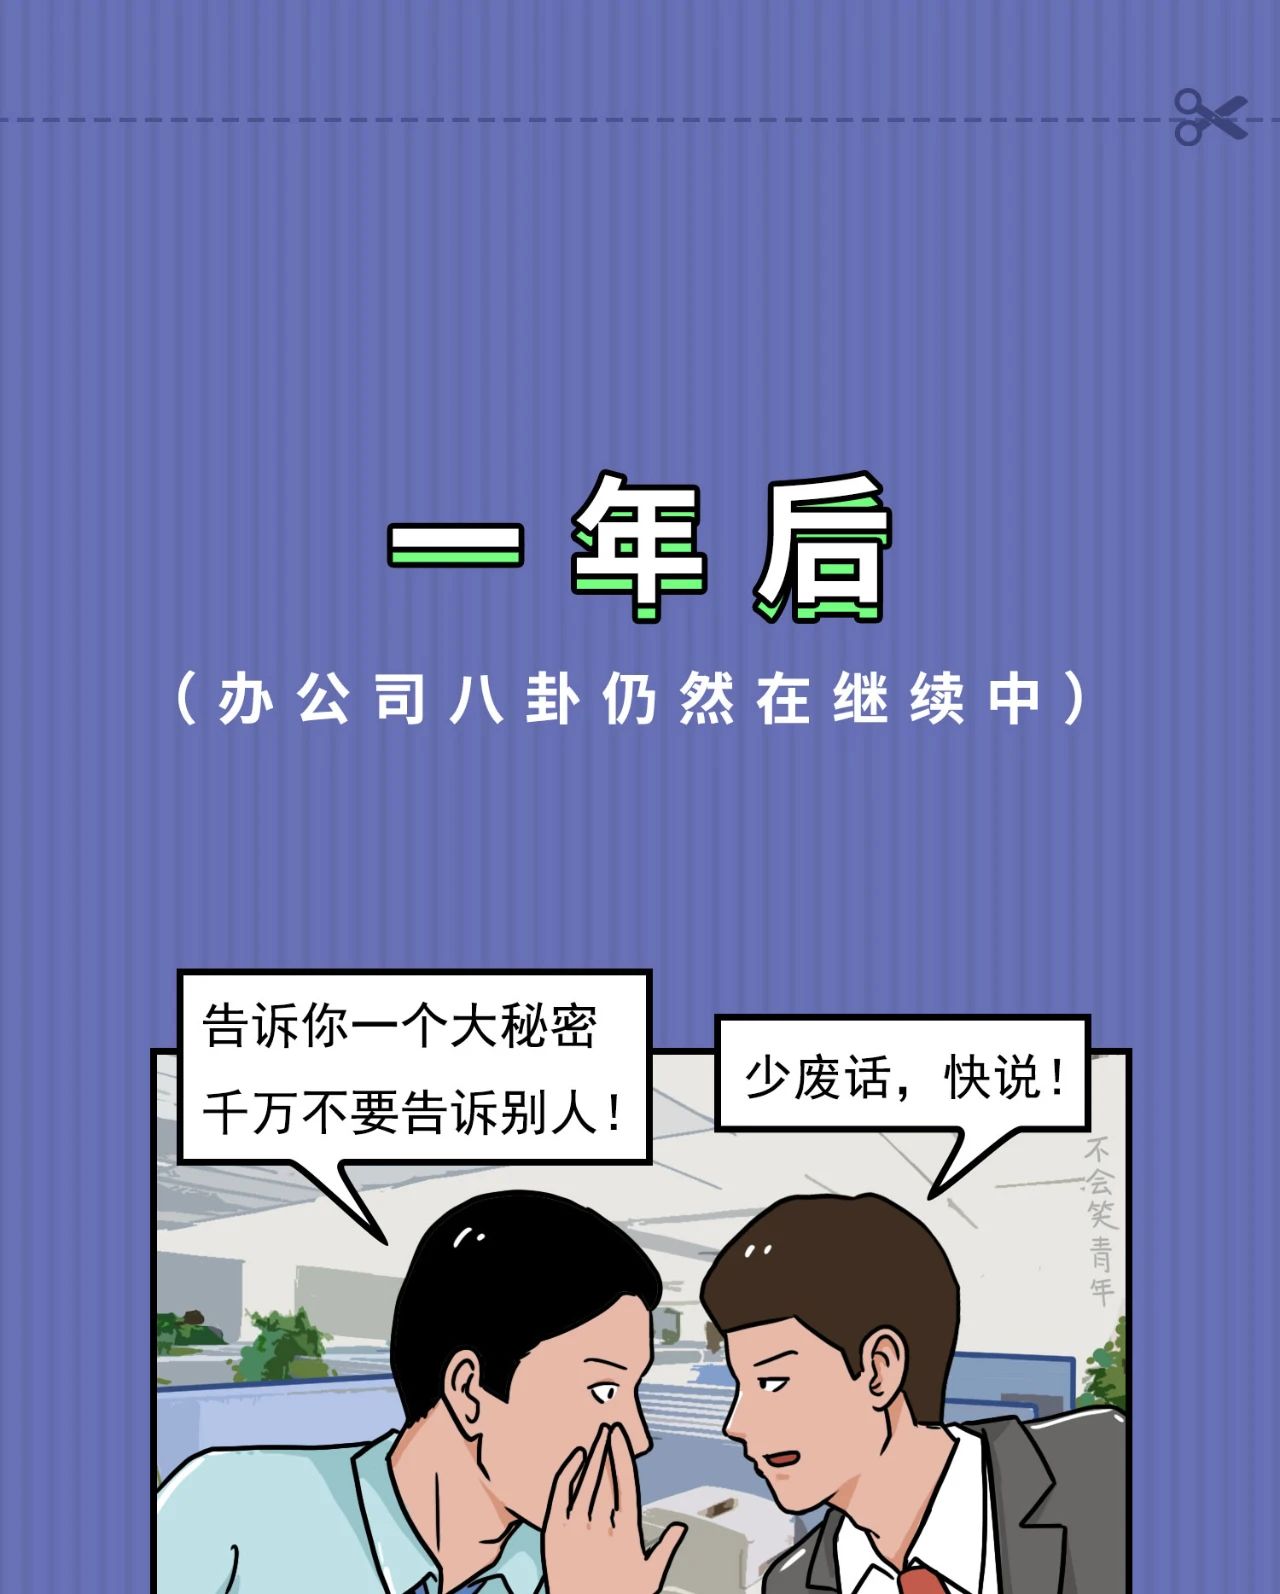 一年后
（办公司八卦仍然在继续中）
告诉你一个大秘密
千万不要告诉别人！
少废话，快说！
不会笑青年